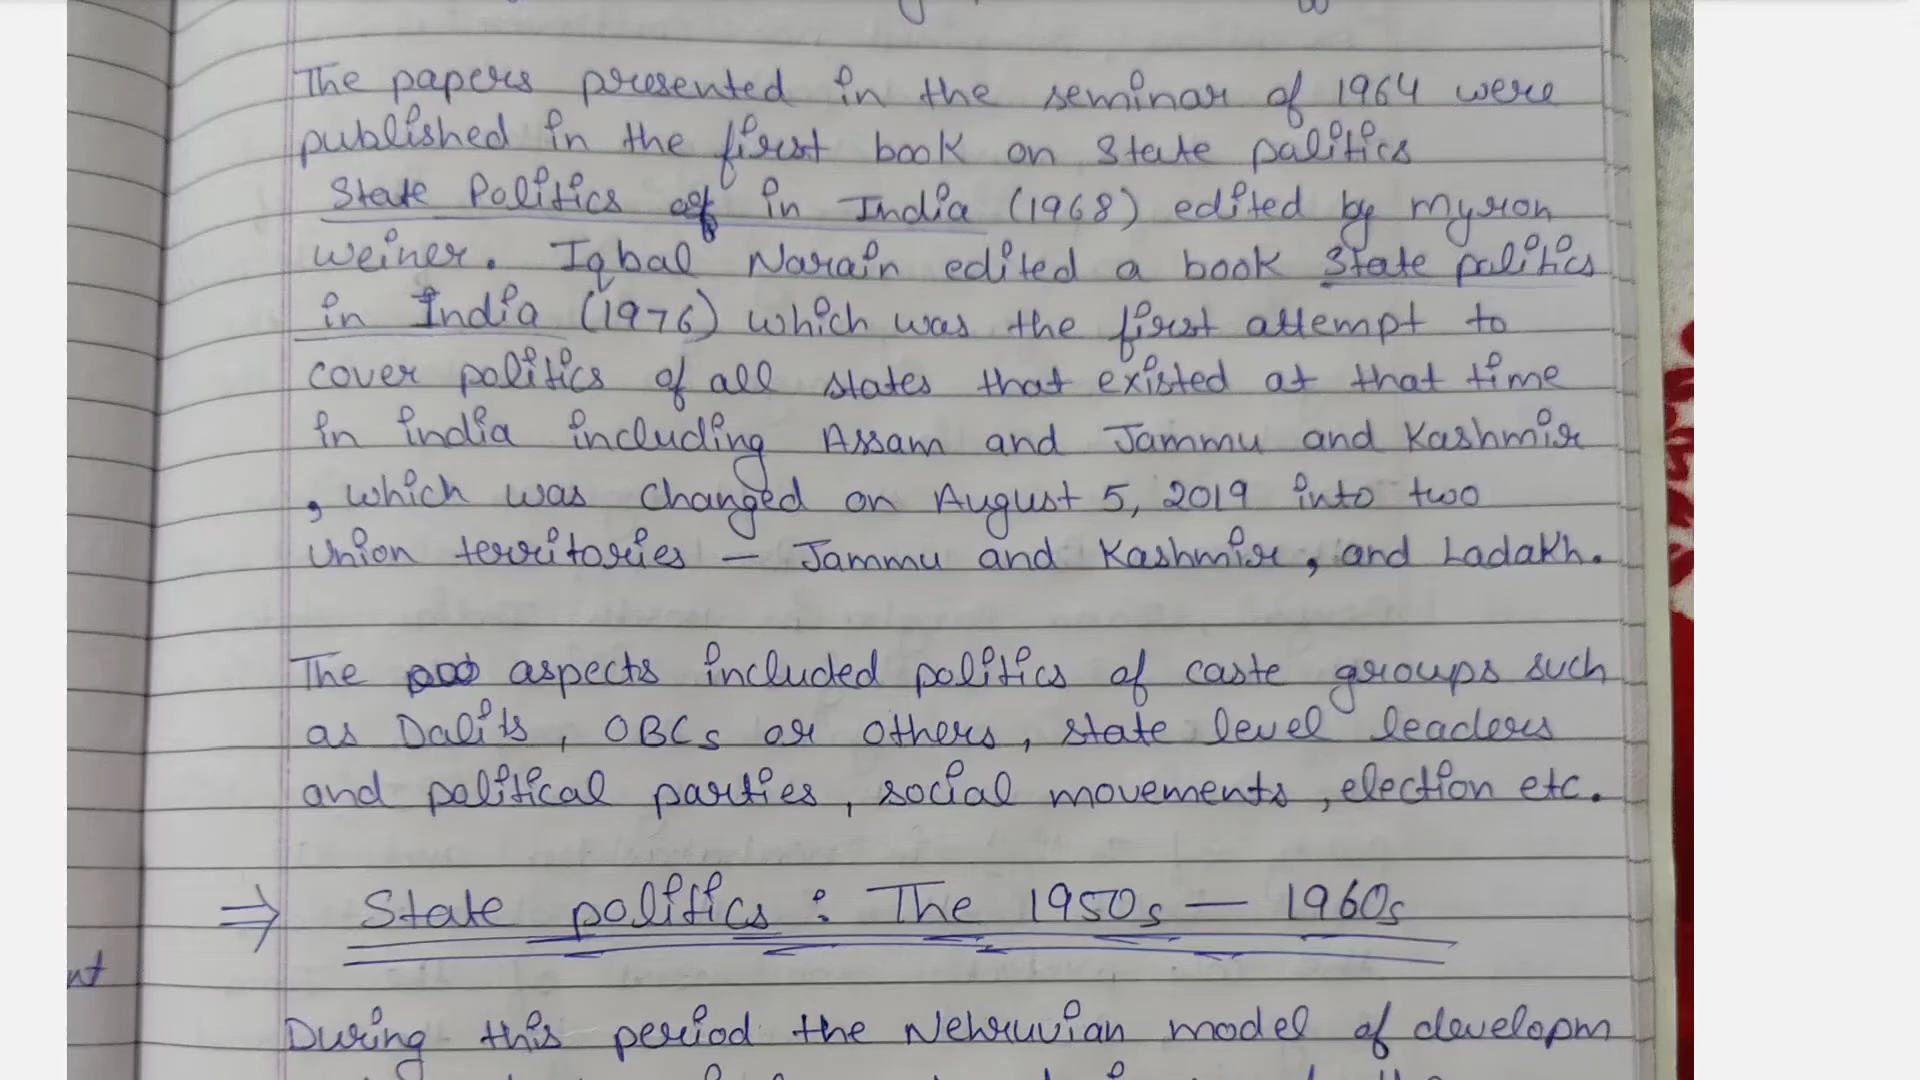 The papers presented in the seminar of 1964 were
published in the first book on State politics
State Politics of in India (1968) edited by myron
weiner. Iqbal Narain edited a book State politics
in India (1976) which was the first attempt to
cover politics of all states that existed at that time
in india including Assam and Jammu and Kashmir
, which was changed on August 5, 2019 into two
Union territories — Jammu and Kashmir, and Ladakh.
The aspects included politics of caste groups such
as Dalits, OBCs or others, state level leaders
and political parties, social movements, election etc.
⇒ State politics : The 1950s — 1960s
nt
During this period the Nehruvian model of developm